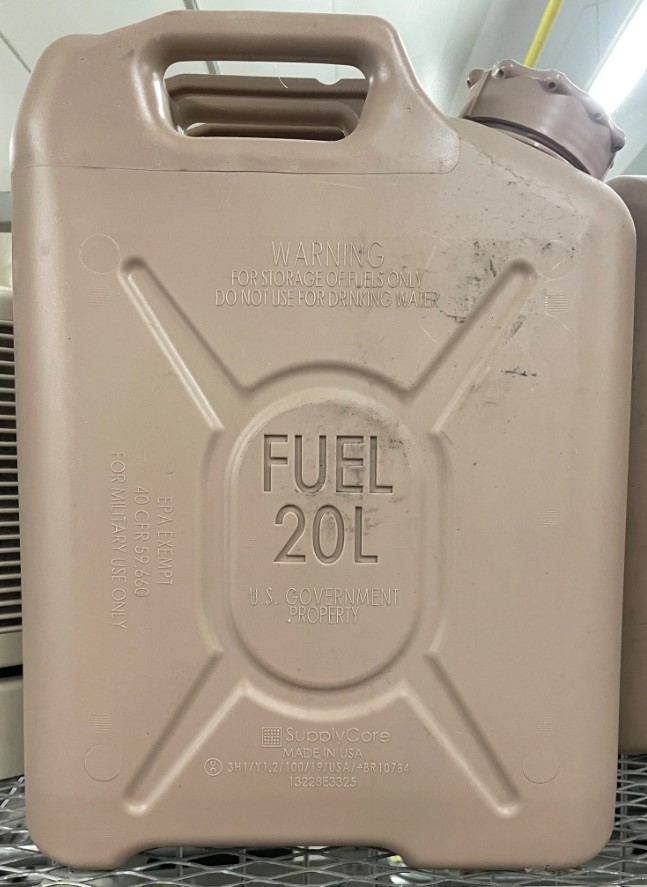 WARNING
FOR STORAGE OF FUELS ONLY
DO NOT USE FOR DRINKING WATER
FUEL
20L
U.S. GOVERNMENT
PROPERTY
EPA EXEMPT
40 CFR 59.660
FOR MILITARY USE ONLY
SupplyCore
MADE IN USA
3H1/Y1.2/100/19/USA/+BR10784
13228E3325